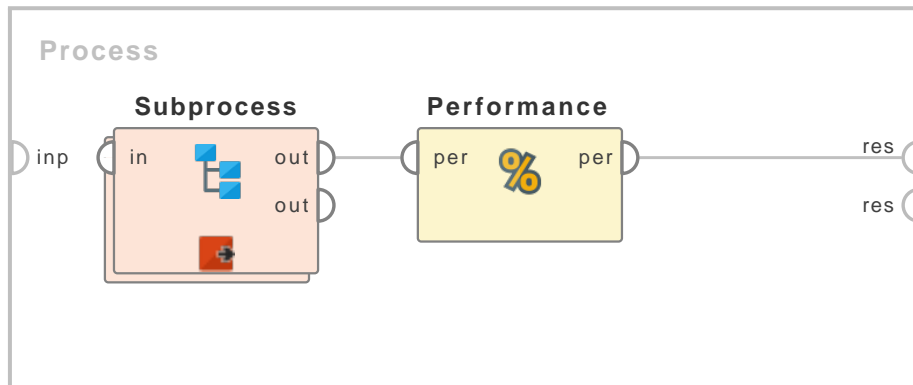 Process
Subprocess Performance
inp in out per % per res
out res